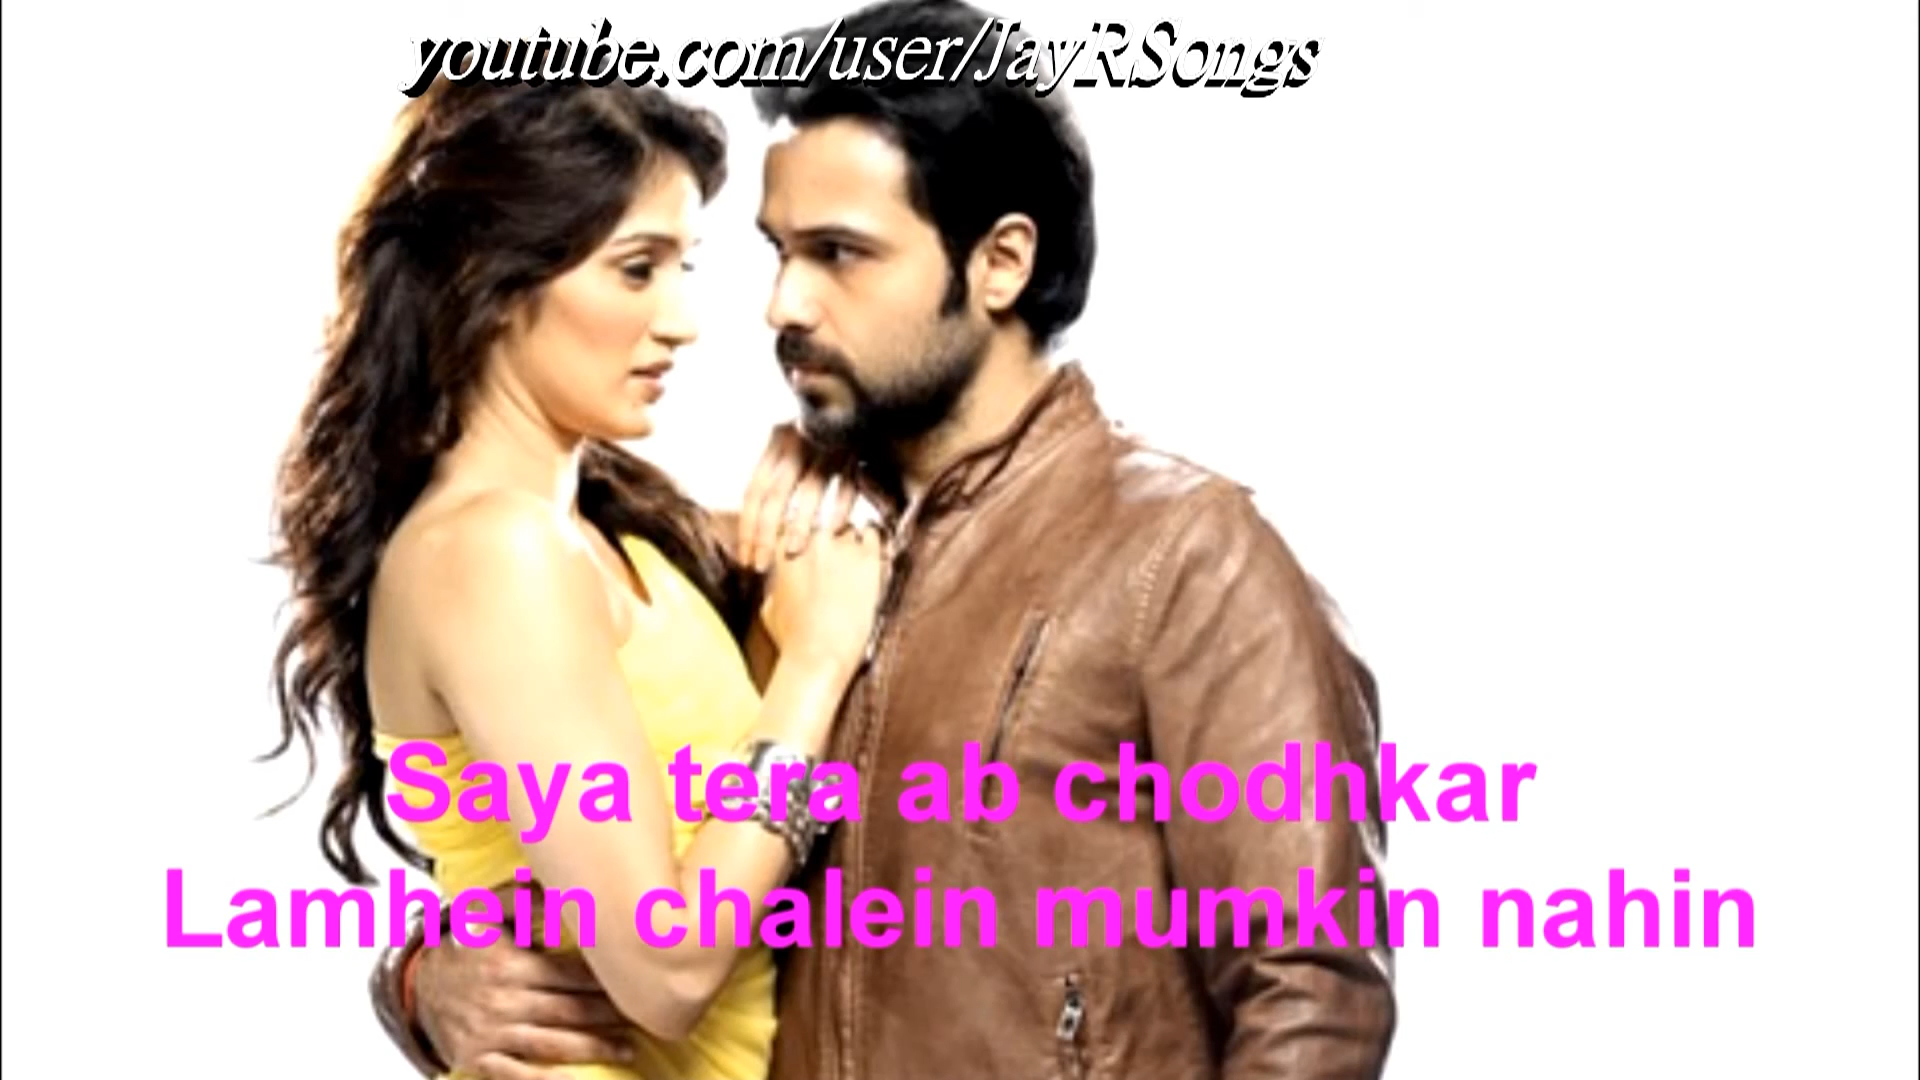 youtube.com/user/JayRSongs
Saya tera ab chodhkar
Lamhein chalein mumkin nahin